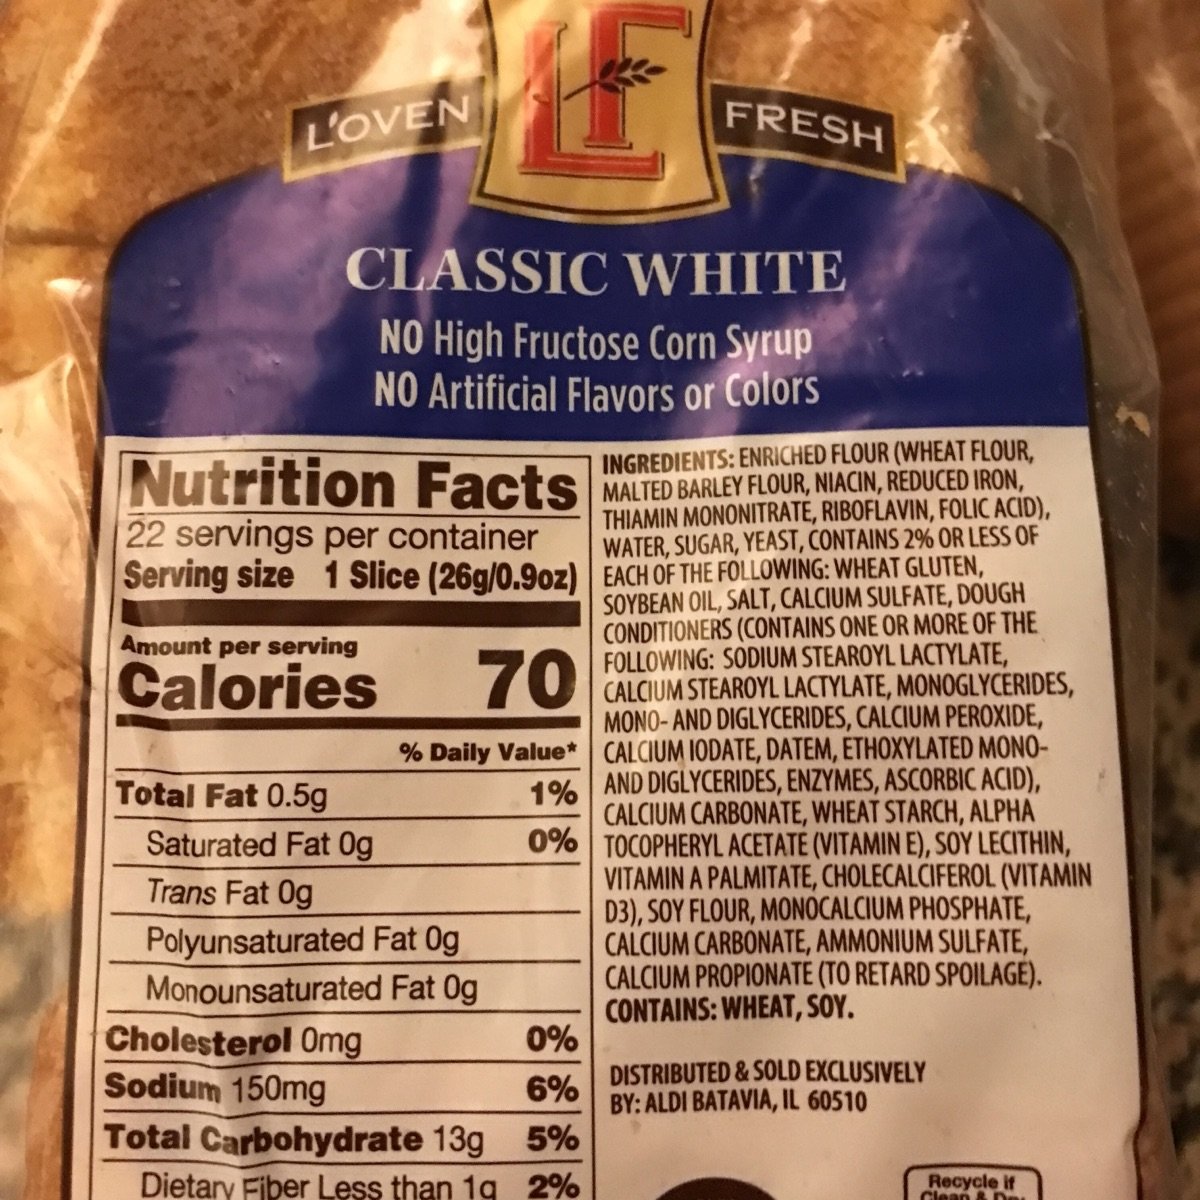 L'OVEN LF FRESH
CLASSIC WHITE
NO High Fructose Corn Syrup
NO Artificial Flavors or Colors
Nutrition Facts
22 servings per container
Serving size 1 Slice (26g/0.9oz)
Amount per serving
Calories 70
% Daily Value*
Total Fat 0.5g 1%
Saturated Fat 0g 0%
Trans Fat 0g
Polyunsaturated Fat 0g
Monounsaturated Fat 0g
Cholesterol 0mg 0%
Sodium 150mg 6%
Total Carbohydrate 13g 5%
Dietary Fiber Less than 1g 2%
INGREDIENTS: ENRICHED FLOUR (WHEAT FLOUR,
MALTED BARLEY FLOUR, NIACIN, REDUCED IRON,
THIAMIN MONONITRATE, RIBOFLAVIN, FOLIC ACID),
WATER, SUGAR, YEAST, CONTAINS 2% OR LESS OF
EACH OF THE FOLLOWING: WHEAT GLUTEN,
SOYBEAN OIL, SALT, CALCIUM SULFATE, DOUGH
CONDITIONERS (CONTAINS ONE OR MORE OF THE
FOLLOWING: SODIUM STEAROYL LACTYLATE,
CALCIUM STEAROYL LACTYLATE, MONOGLYCERIDES,
MONO- AND DIGLYCERIDES, CALCIUM PEROXIDE,
CALCIUM IODATE, DATEM, ETHOXYLATED MONO-
AND DIGLYCERIDES, ENZYMES, ASCORBIC ACID),
CALCIUM CARBONATE, WHEAT STARCH, ALPHA
TOCOPHERYL ACETATE (VITAMIN E), SOY LECITHIN,
VITAMIN A PALMITATE, CHOLECALCIFEROL (VITAMIN
D3), SOY FLOUR, MONOCALCIUM PHOSPHATE,
CALCIUM CARBONATE, AMMONIUM SULFATE,
CALCIUM PROPIONATE (TO RETARD SPOILAGE).
CONTAINS: WHEAT, SOY.
DISTRIBUTED & SOLD EXCLUSIVELY
BY: ALDI BATAVIA, IL 60510
Recycle if
Clean & Dry